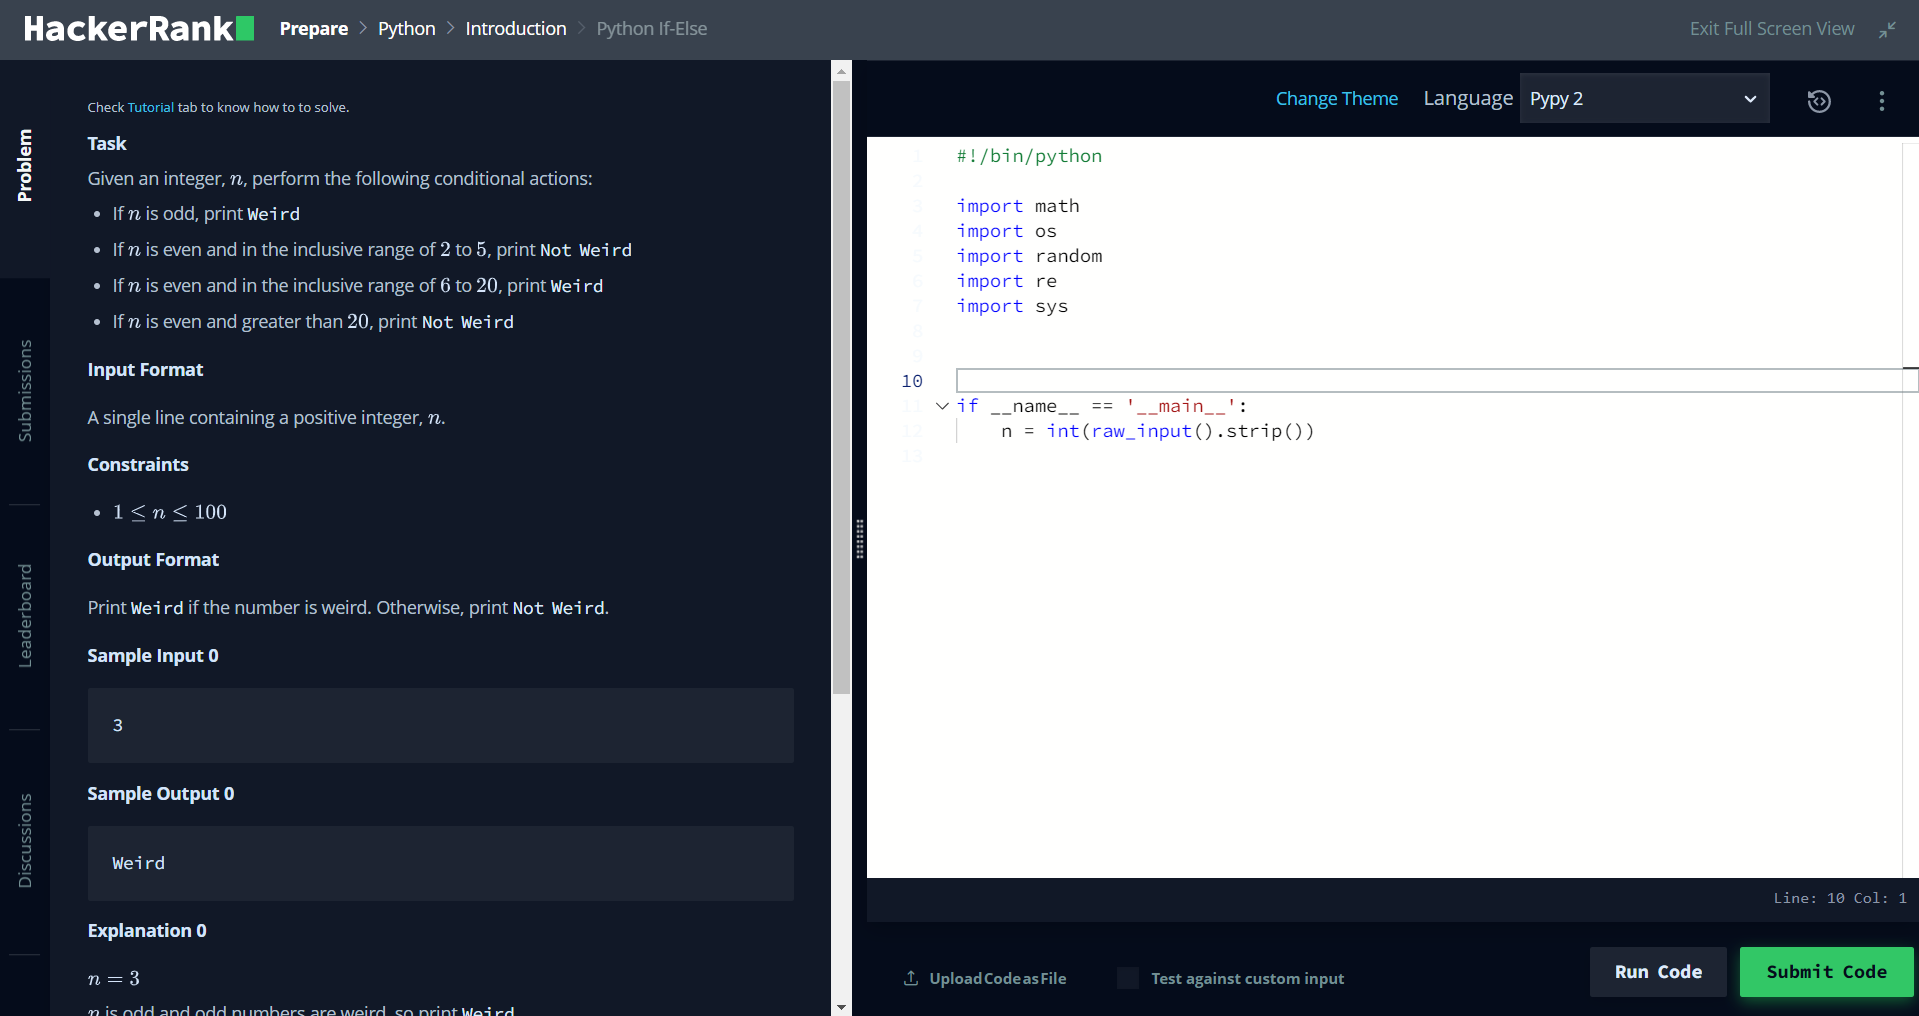 HackerRank
Prepare > Python > Introduction > Python If-Else
Exit Full Screen View
Problem
Submissions
Leaderboard
Discussions
Check Tutorial tab to know how to to solve.
Task
Given an integer, n, perform the following conditional actions:
• If n is odd, print Weird
• If n is even and in the inclusive range of 2 to 5, print Not Weird
• If n is even and in the inclusive range of 6 to 20, print Weird
• If n is even and greater than 20, print Not Weird
Input Format
A single line containing a positive integer, n.
Constraints
• 1 ≤ n ≤ 100
Output Format
Print Weird if the number is weird. Otherwise, print Not Weird.
Sample Input 0
3
Sample Output 0
Weird
Explanation 0
n = 3
n is odd and odd numbers are weird, so print Weird.
Change Theme
Language
Pypy 2
1 #!/bin/python
2
3 import math
4 import os
5 import random
6 import re
7 import sys
8
9
10
11 if __name__ == '__main__':
12     n = int(raw_input().strip())
13
Line: 10 Col: 1
Upload Code as File
Test against custom input
Run Code
Submit Code